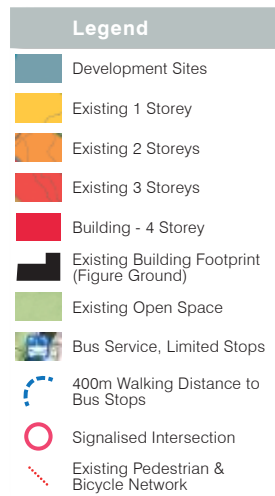 Legend
Development Sites
Existing 1 Storey
Existing 2 Storeys
Existing 3 Storeys
Building - 4 Storey
Existing Building Footprint
(Figure Ground)
Existing Open Space
Bus Service, Limited Stops
400m Walking Distance to
Bus Stops
Signalised Intersection
Existing Pedestrian &
Bicycle Network